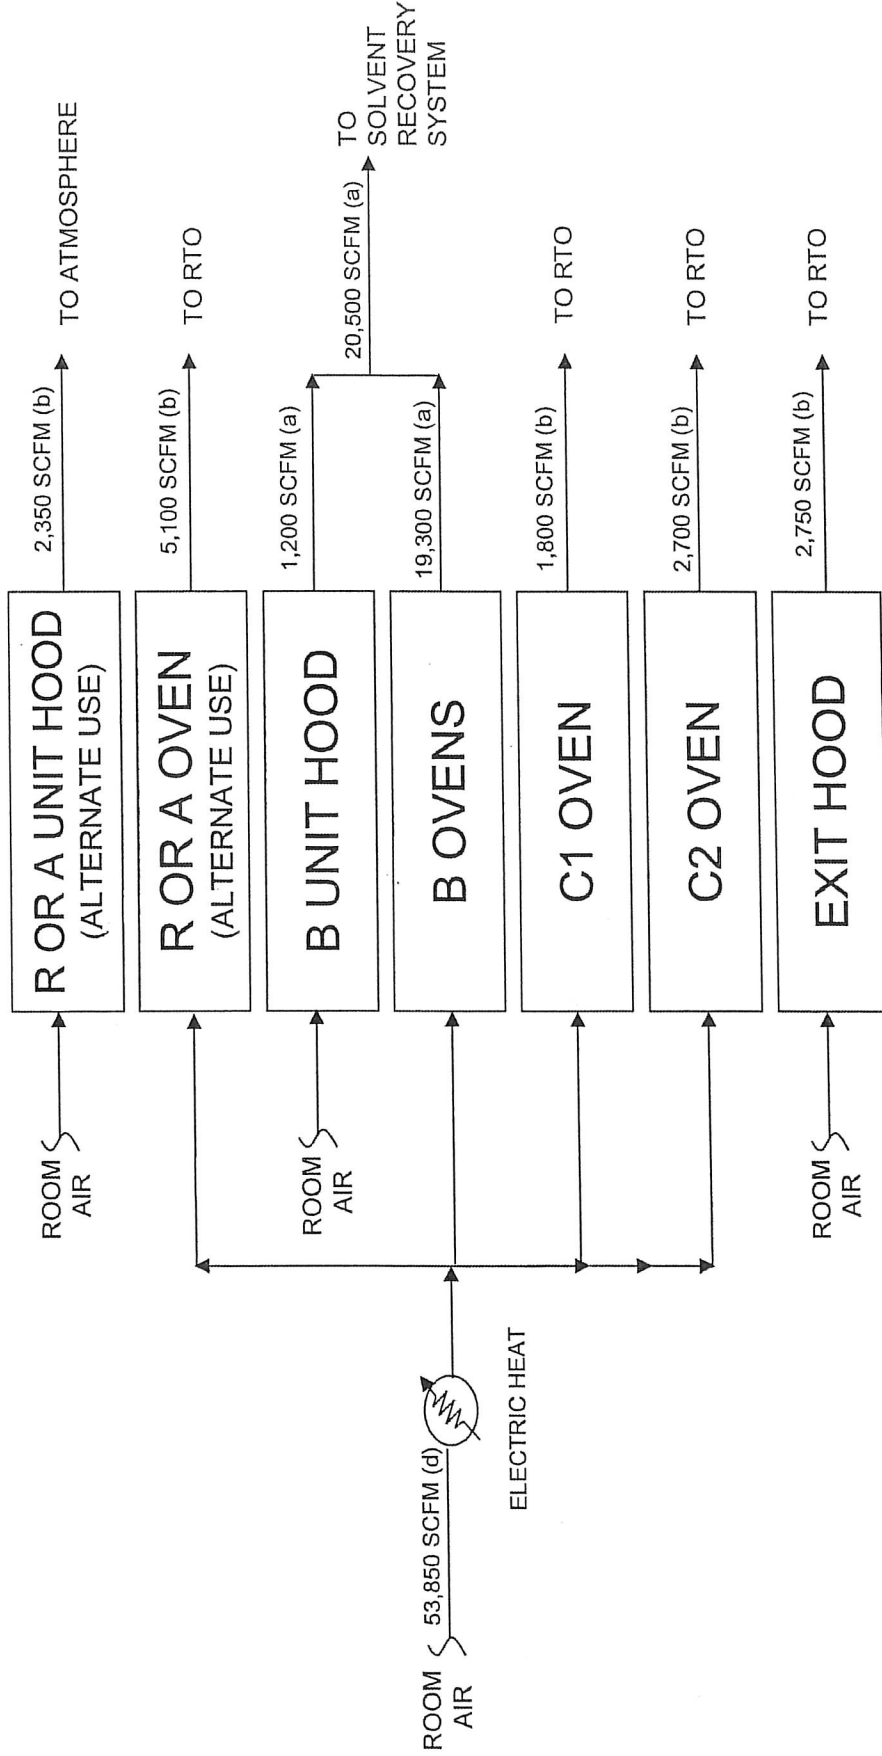 ROOM
AIR
R OR A UNIT HOOD
(ALTERNATE USE)
2,350 SCFM (b)
TO ATMOSPHERE
R OR A OVEN
(ALTERNATE USE)
5,100 SCFM (b)
TO RTO
ROOM
AIR
B UNIT HOOD
1,200 SCFM (a)
20,500 SCFM (a)
TO
SOLVENT
RECOVERY
SYSTEM
ROOM
AIR
53,850 SCFM (d)
ELECTRIC HEAT
B OVENS
19,300 SCFM (a)
C1 OVEN
1,800 SCFM (b)
TO RTO
C2 OVEN
2,700 SCFM (b)
TO RTO
ROOM
AIR
EXIT HOOD
2,750 SCFM (b)
TO RTO